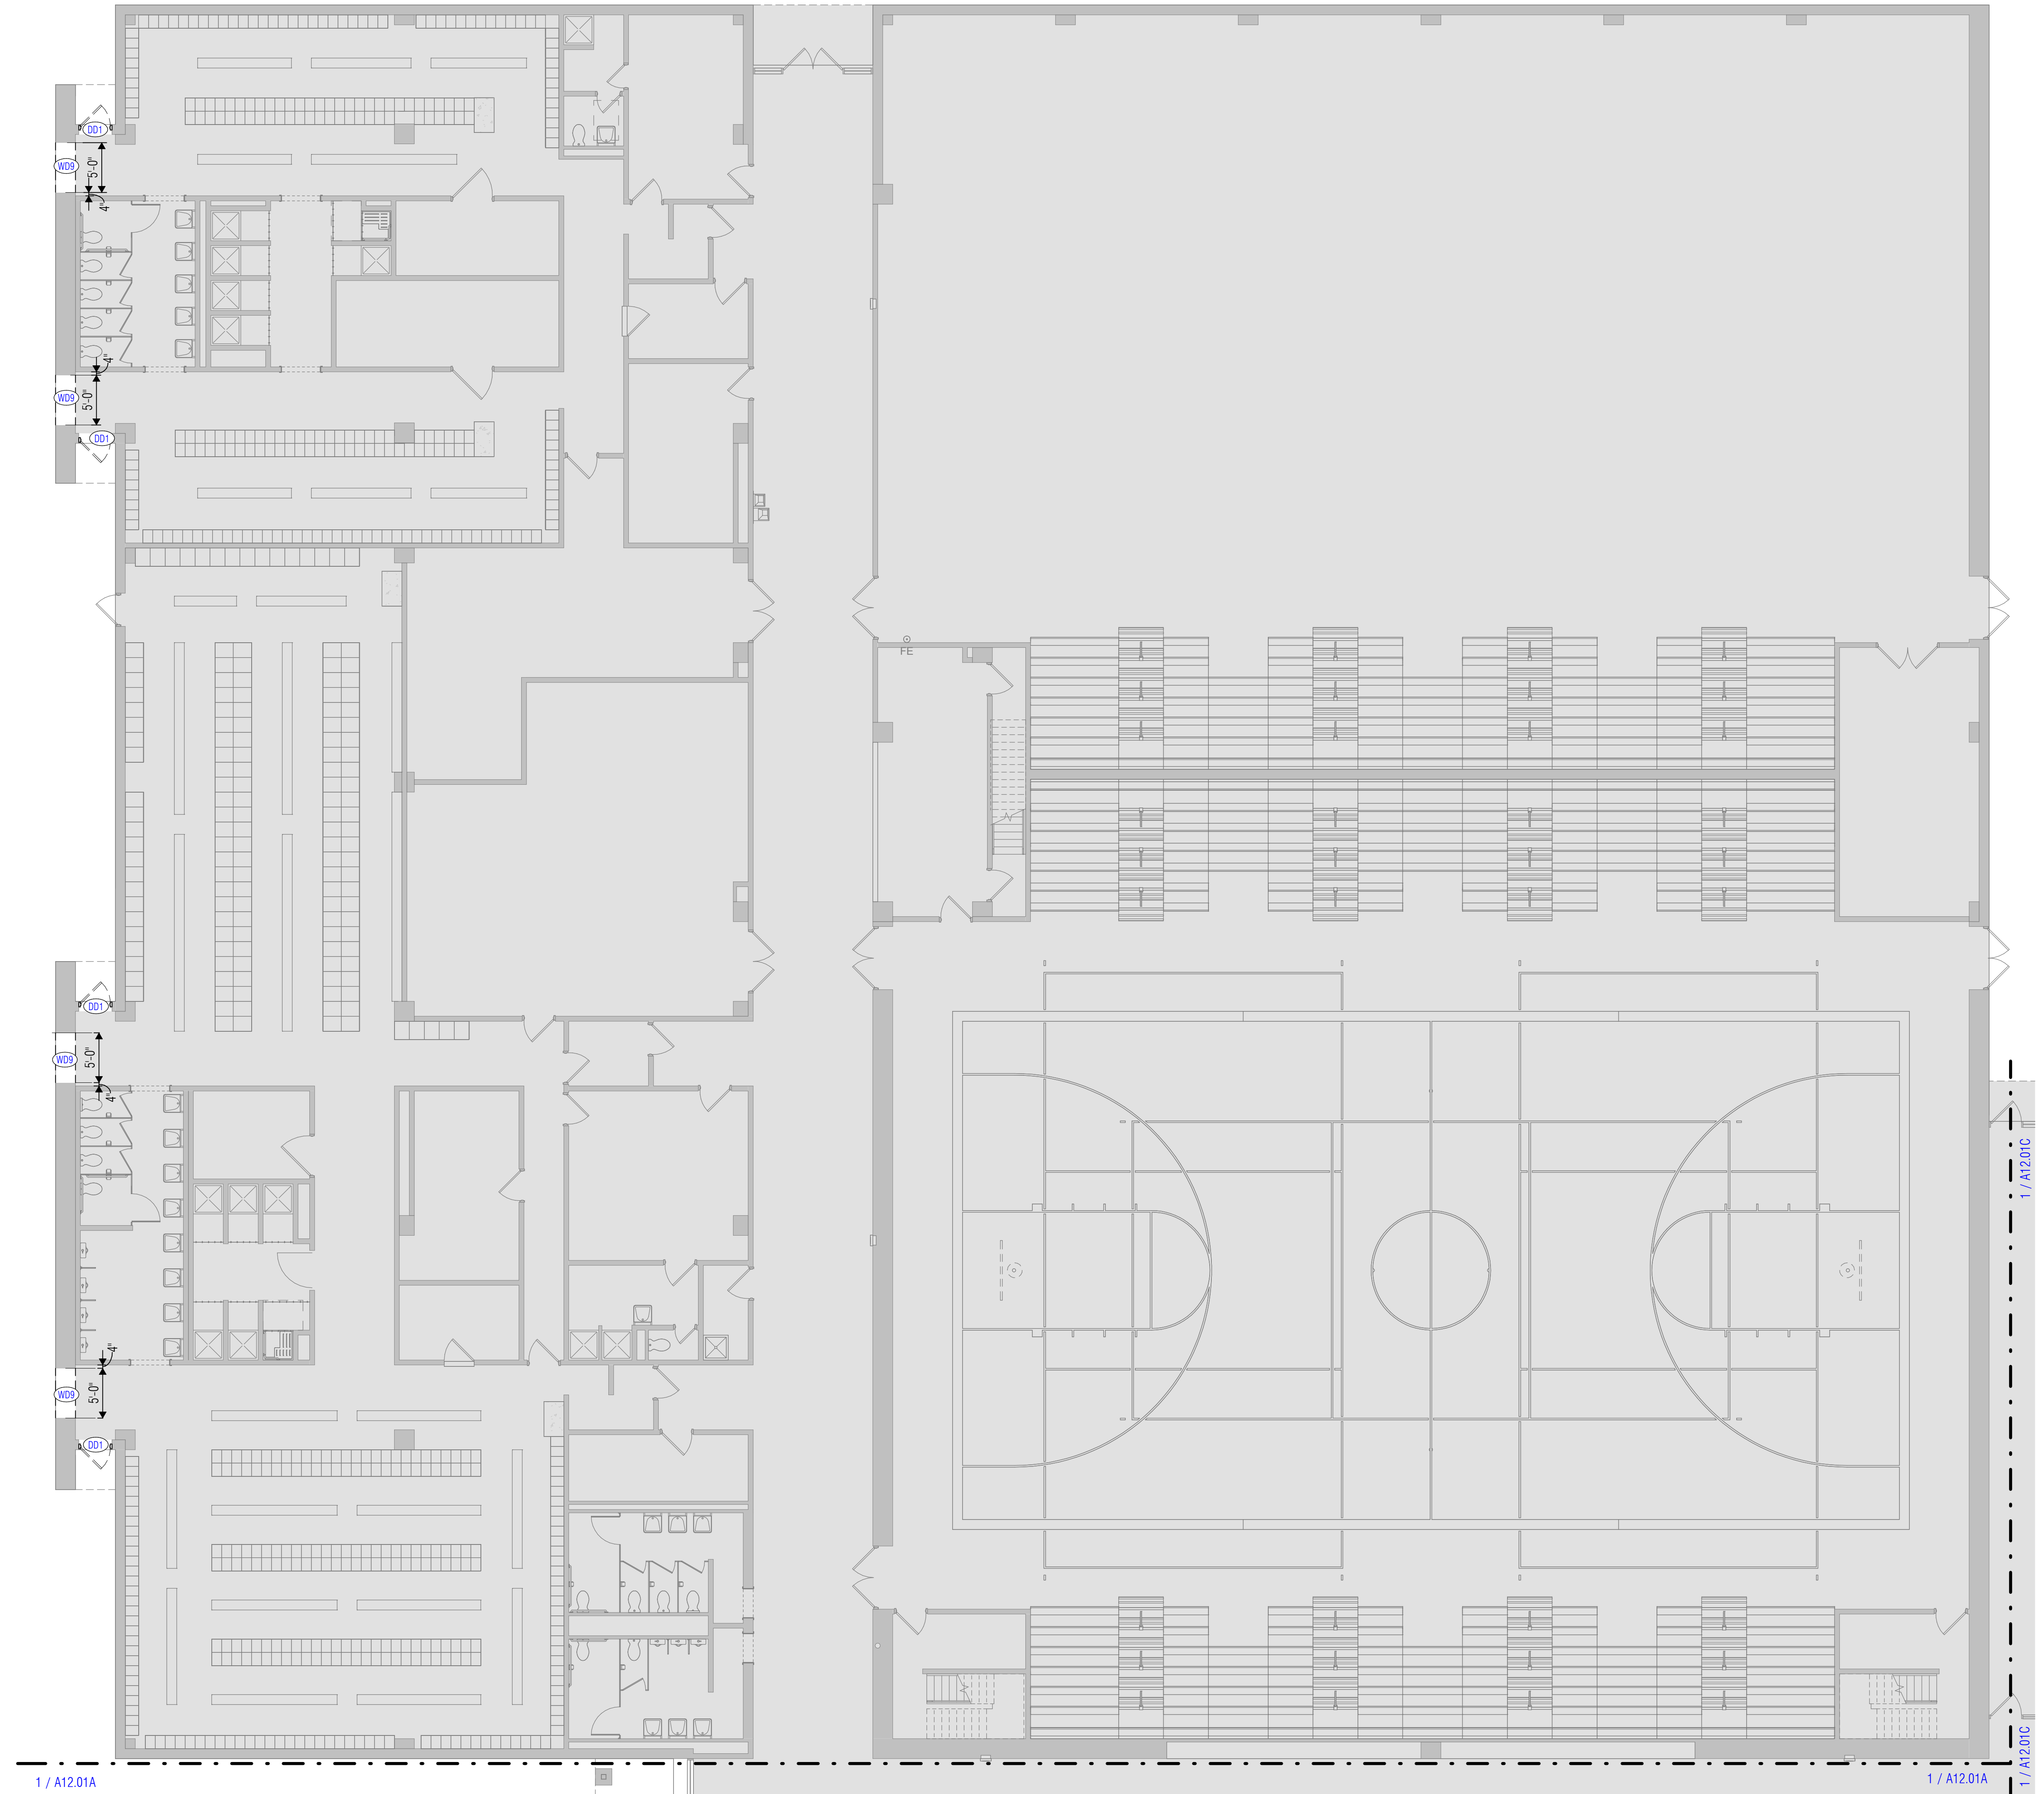 DD1
WD9
5'-0"
4"
4"
WD9
5'-0"
DD1
FE
DD1
WD9
5'-0"
4"
1 / A12.01C
4"
WD9
5'-0"
DD1
1 / A12.01C
1 / A12.01A
1 / A12.01A